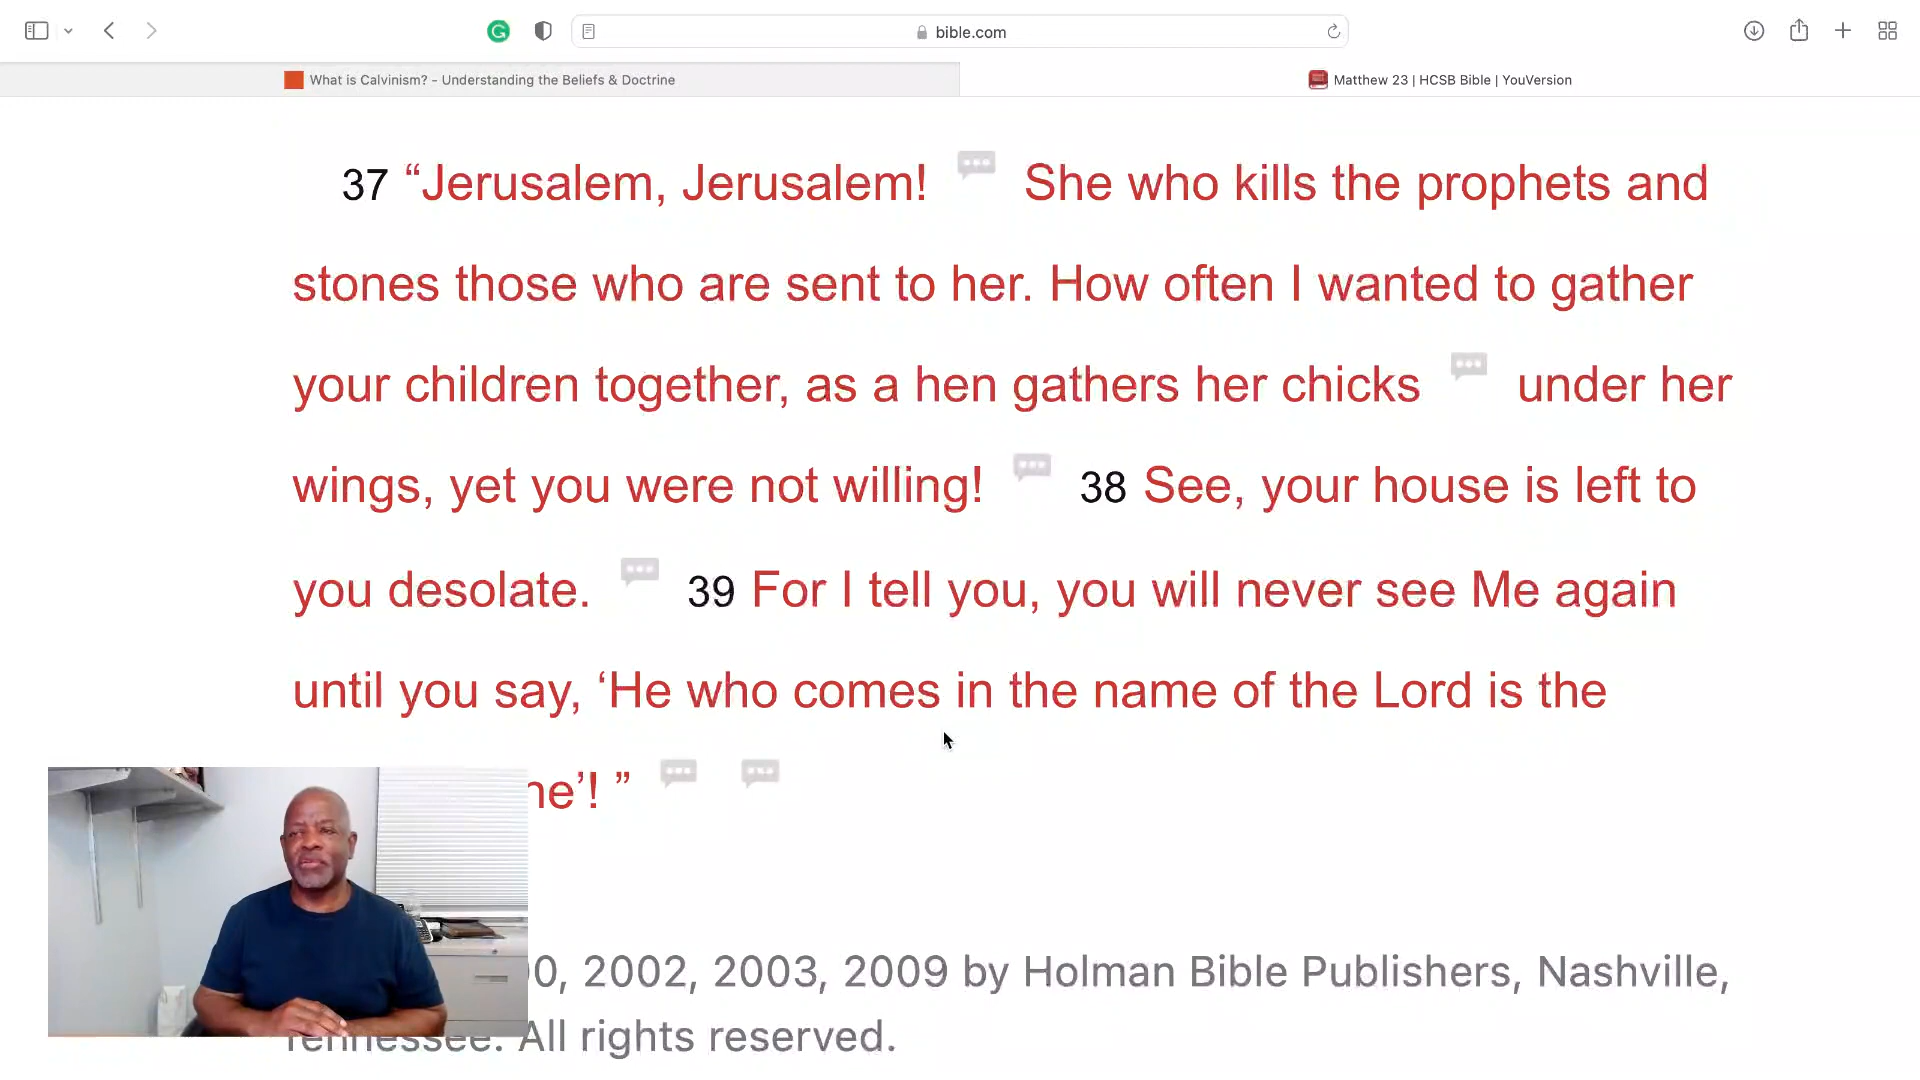 bible.com
What is Calvinism? - Understanding the Beliefs & Doctrine
Matthew 23 | HCSB Bible | YouVersion
37 “Jerusalem, Jerusalem! She who kills the prophets and
stones those who are sent to her. How often I wanted to gather
your children together, as a hen gathers her chicks under her
wings, yet you were not willing! 38 See, your house is left to
you desolate. 39 For I tell you, you will never see Me again
until you say, ‘He who comes in the name of the Lord is the
ne’! ”
0, 2002, 2003, 2009 by Holman Bible Publishers, Nashville,
Tennessee. All rights reserved.